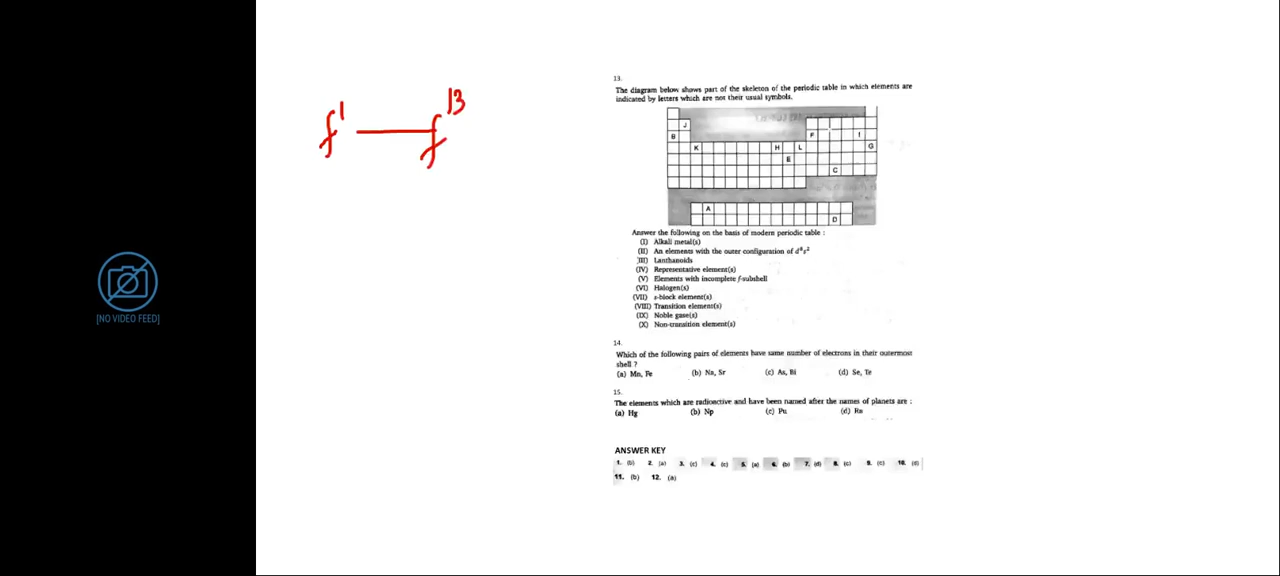 [NO VIDEO FEED]
f¹ — f¹³
13.
The diagram below shows part of the skeleton of the periodic table in which elements are
indicated by letters which are not their usual symbols.
J
B F I
K H L G
E
C
A
D
Answer the following on the basis of modern periodic table :
(I) Alkali metal(s)
(II) An elements with the outer configuration of d⁸s²
(III) Lanthanoids
(IV) Representative element(s)
(V) Elements with incomplete f-subshell
(VI) Halogen(s)
(VII) s-block element(s)
(VIII) Transition element(s)
(IX) Noble gase(s)
(X) Non-transition element(s)
14.
Which of the following pairs of elements have same number of electrons in their outermost
shell ?
(a) Mn, Fe (b) Na, Sr (c) As, Bi (d) Se, Te
15.
The elements which are radioactive and have been named after the names of planets are :
(a) Hg (b) Np (c) Pu (d) Ra
ANSWER KEY
1. (b) 2. (a) 3. (c) 4. (c) 5. (a) 6. (b) 7. (d) 8. (c) 9. (c) 10. (d)
11. (b) 12. (a)